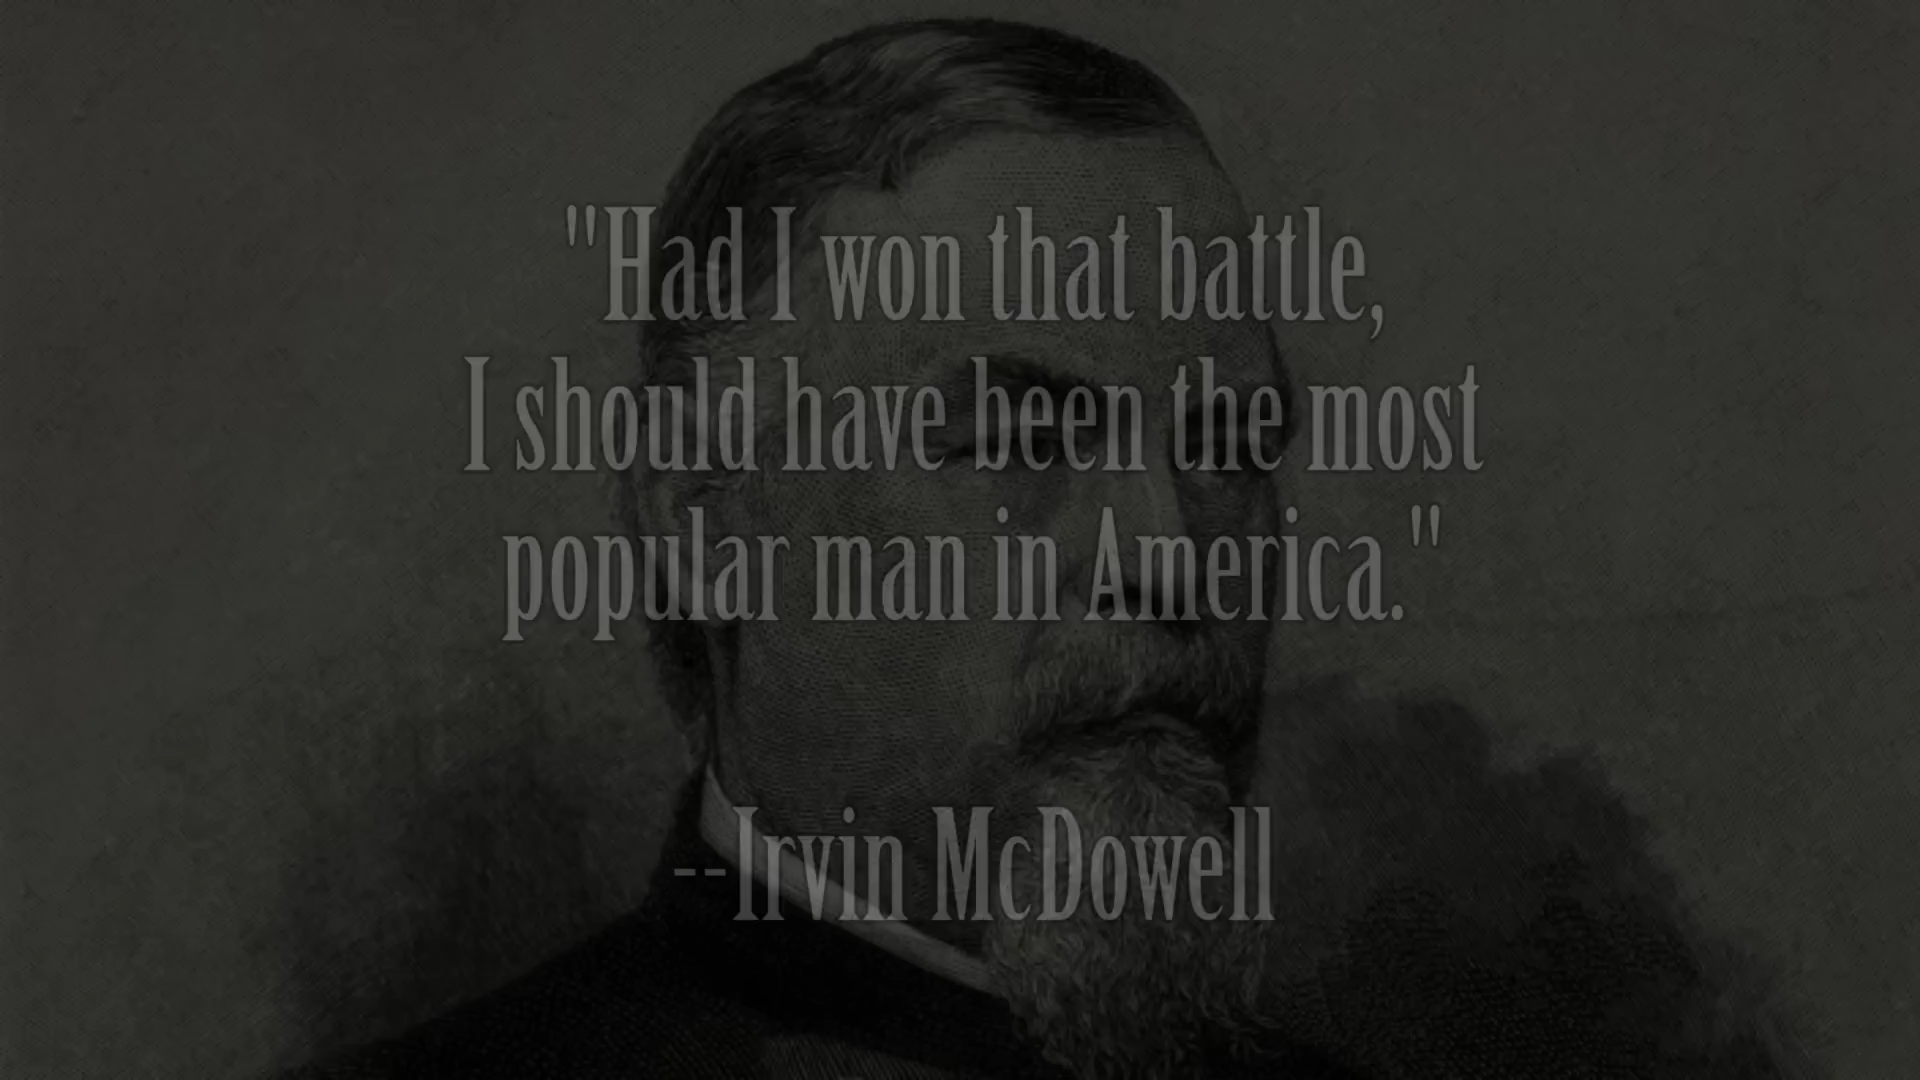 "Had I won that battle,
I should have been the most
popular man in America."
--Irvin McDowell